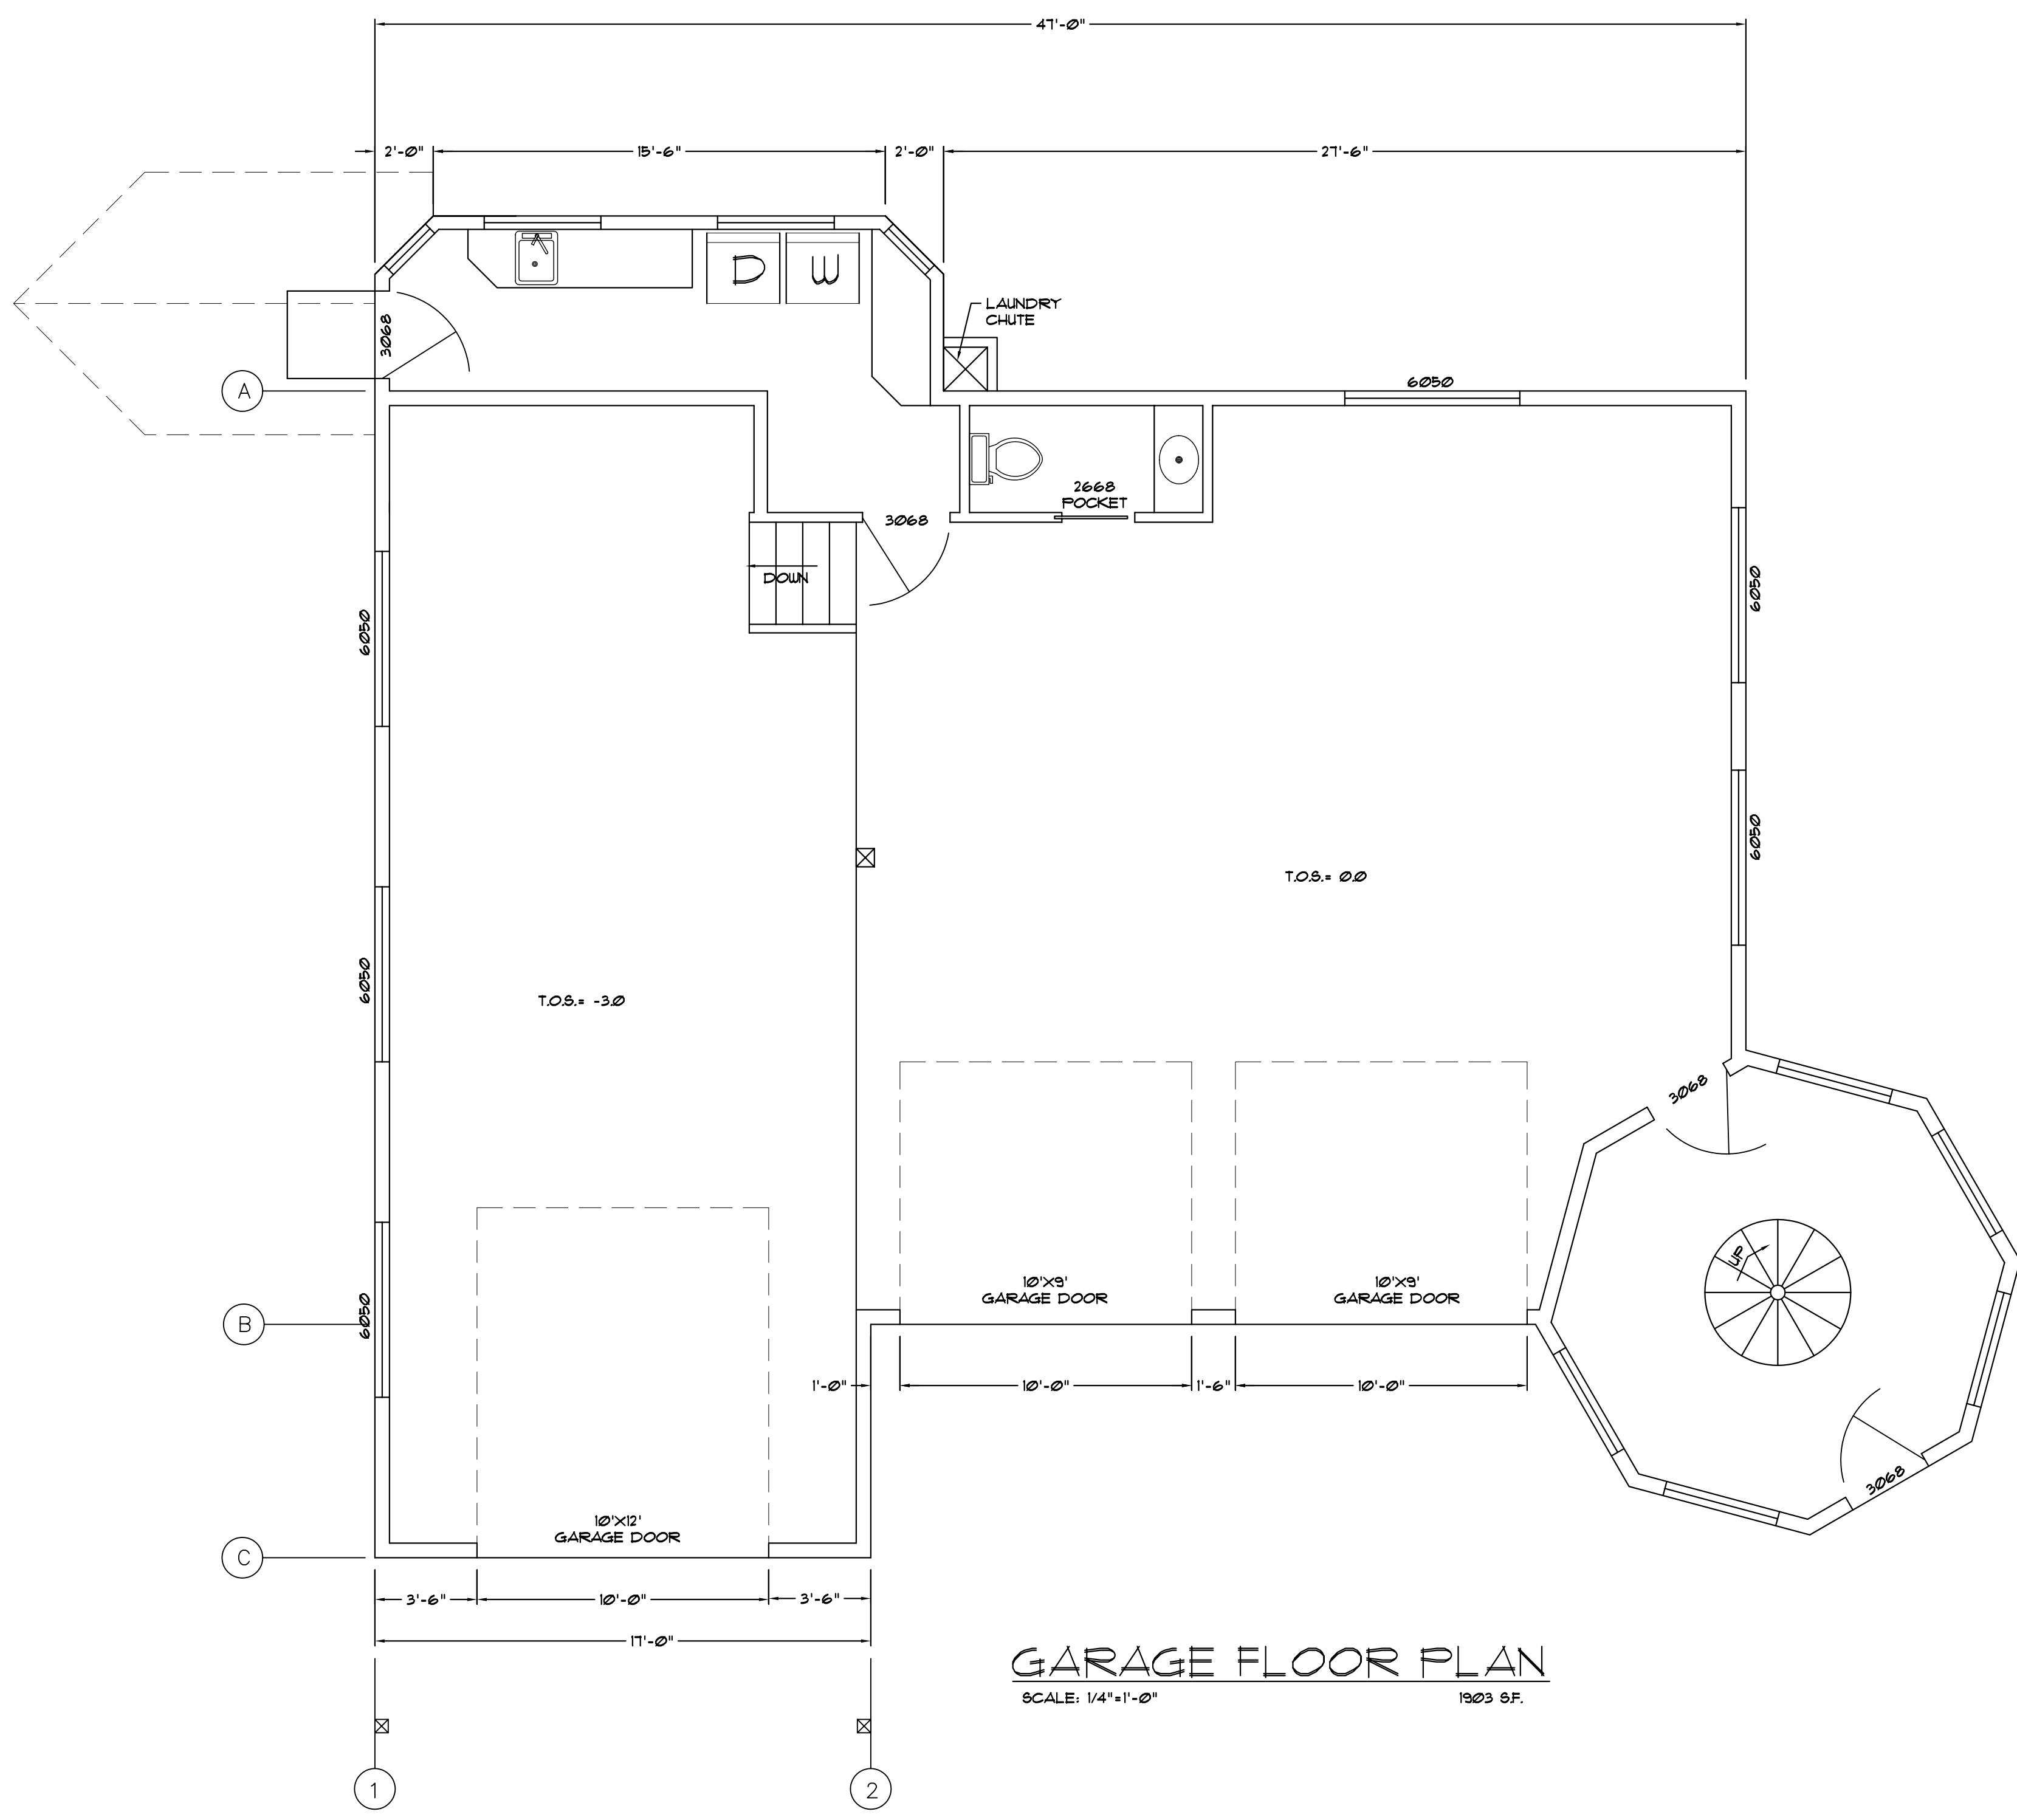 47'-0"
2'-0"
15'-6"
2'-0"
27'-6"
D
W
LAUNDRY
CHUTE
3068
A
6050
2668
POCKET
3068
DOWN
6050
6050
6050
T.O.S.= 0.0
6050
T.O.S.= -3.0
3068
UP
10'X9'
GARAGE DOOR
10'X9'
GARAGE DOOR
B
6050
1'-0"
10'-0"
1'-6"
10'-0"
3068
10'X12'
GARAGE DOOR
C
3'-6"
10'-0"
3'-6"
17'-0"
GARAGE FLOOR PLAN
SCALE: 1/4"=1'-0"
1903 S.F.
1
2